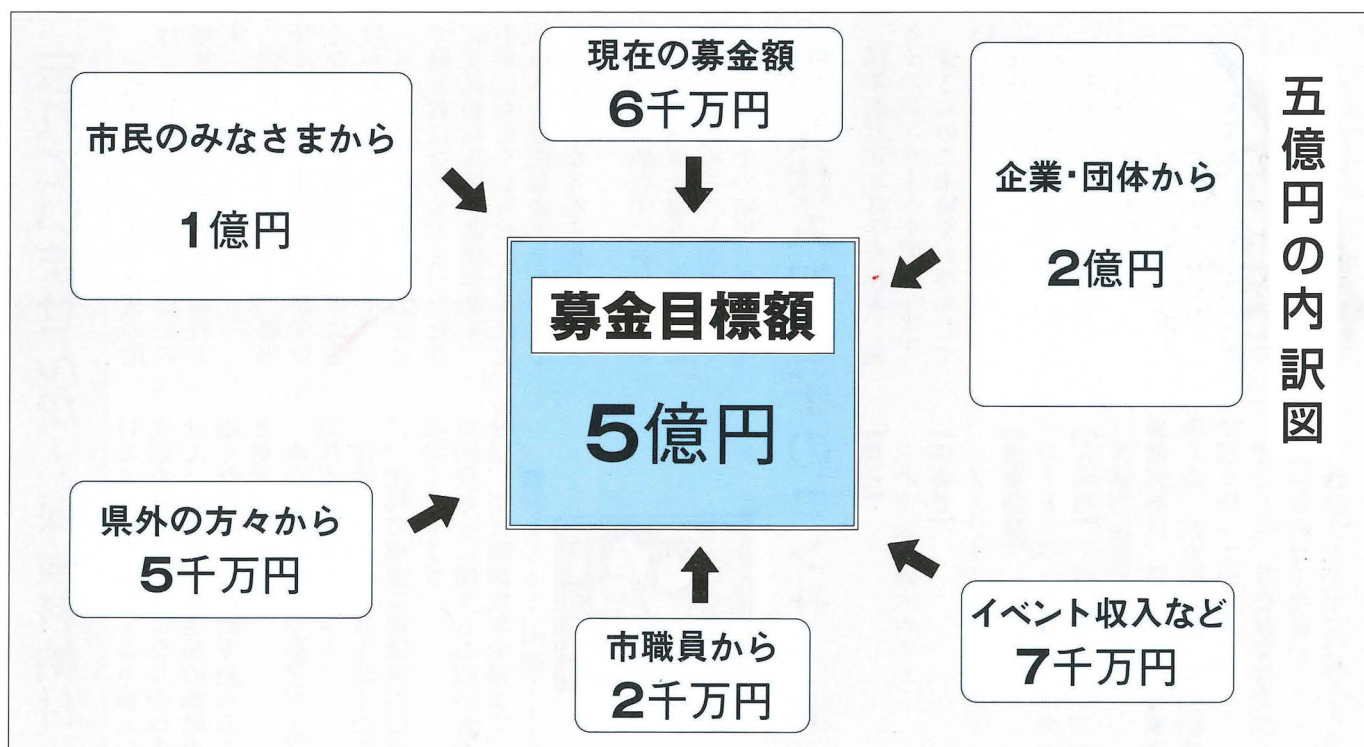 五億円の内訳図
現在の募金額
6千万円
市民のみなさまから
1億円
企業・団体から
2億円
募金目標額
5億円
県外の方々から
5千万円
市職員から
2千万円
イベント収入など
7千万円